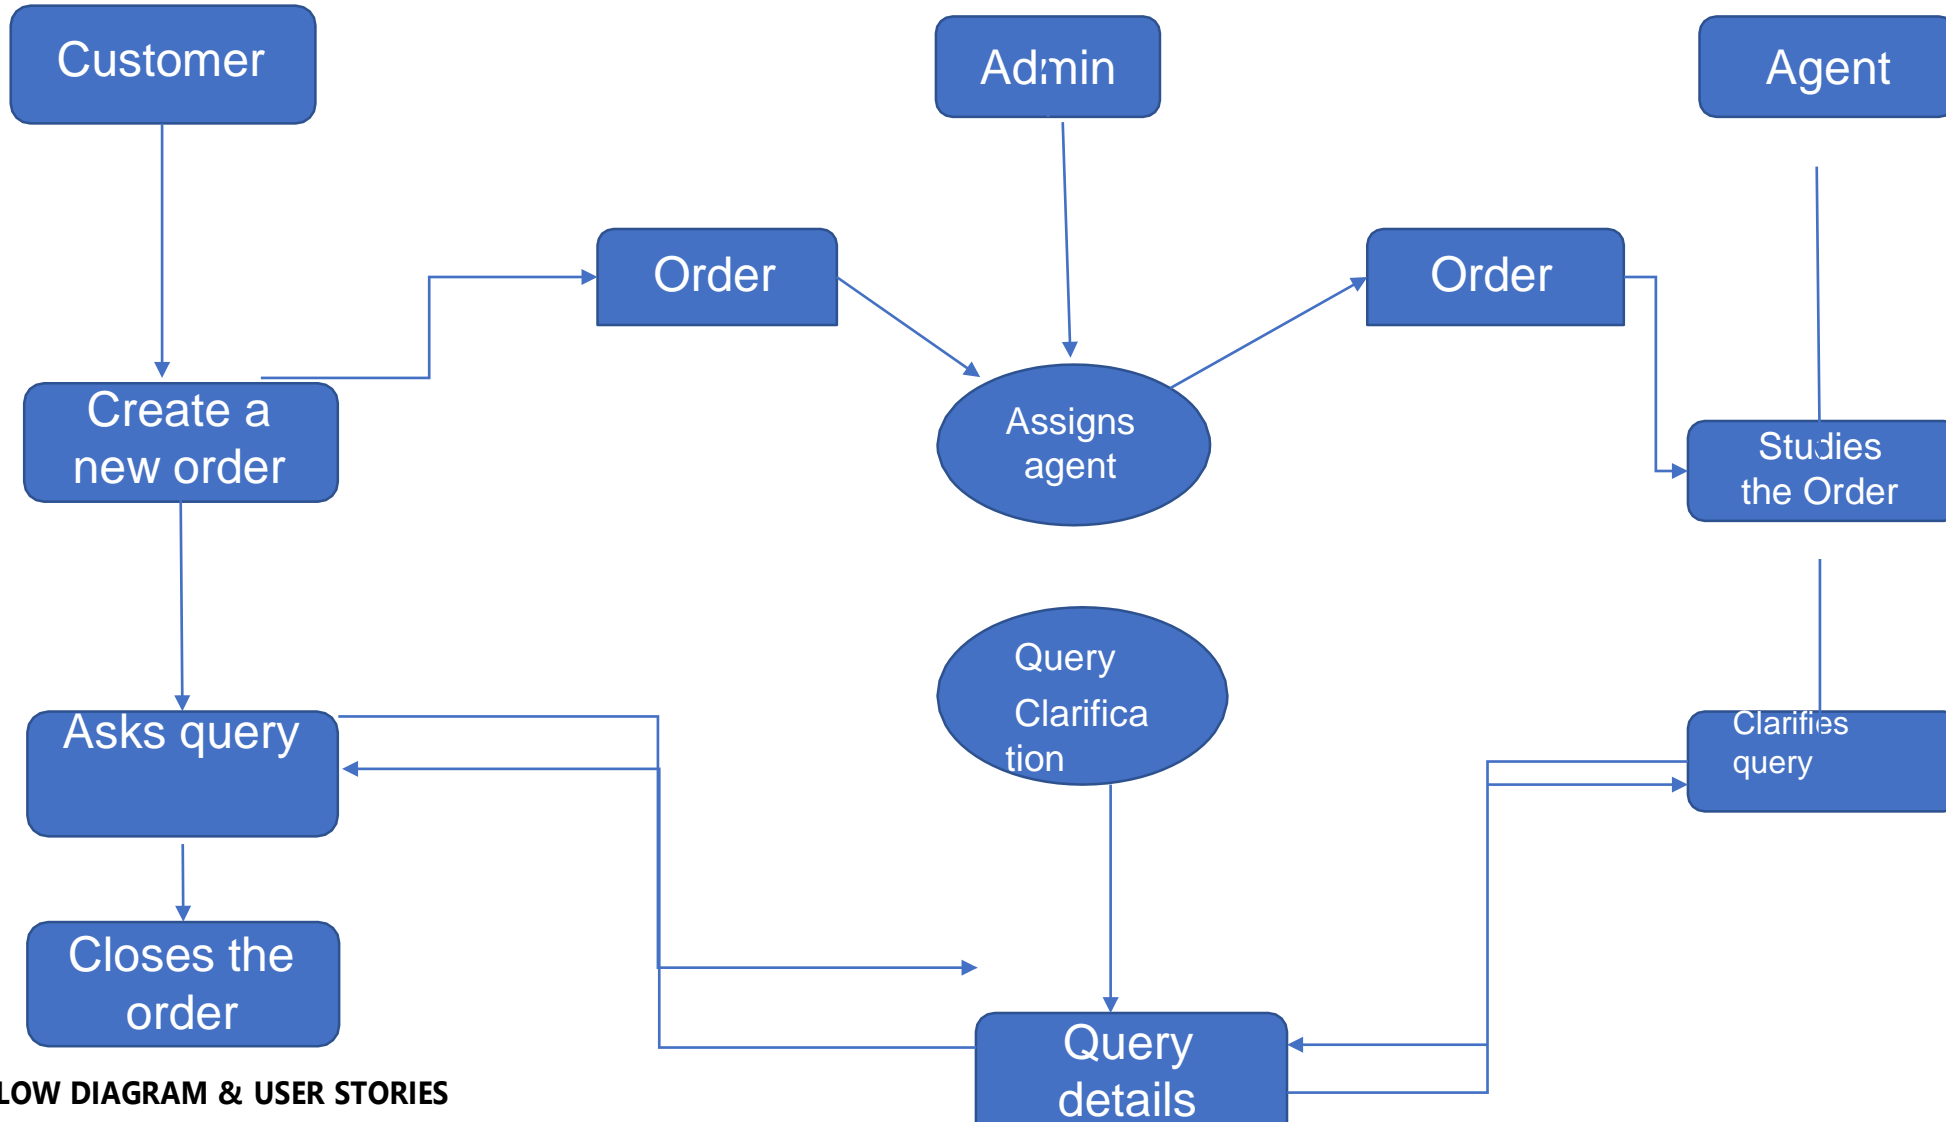 Customer
Admin
Agent
Order
Order
Create a
new order
Assigns
agent
Studies
the Order
Query
Clarifica
tion
Asks query
Clarifies
query
Closes the
order
Query
details
LOW DIAGRAM & USER STORIES